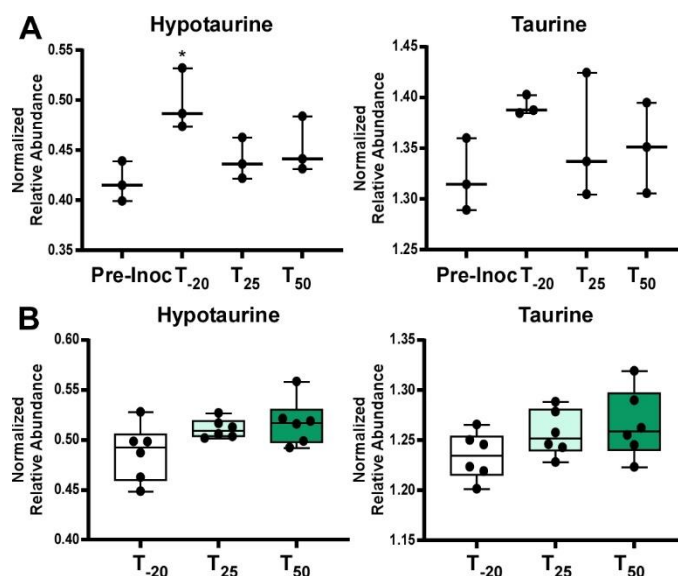 A
Hypotaurine
Normalized
Relative Abundance
0.55
0.50
0.45
0.40
0.35
*
Pre-Inoc T-20 T25 T50
Taurine
Normalized
Relative Abundance
1.45
1.40
1.35
1.30
1.25
Pre-Inoc T-20 T25 T50
B
Hypotaurine
Normalized
Relative Abundance
0.60
0.55
0.50
0.45
0.40
T-20 T25 T50
Taurine
Normalized
Relative Abundance
1.35
1.30
1.25
1.20
1.15
T-20 T25 T50